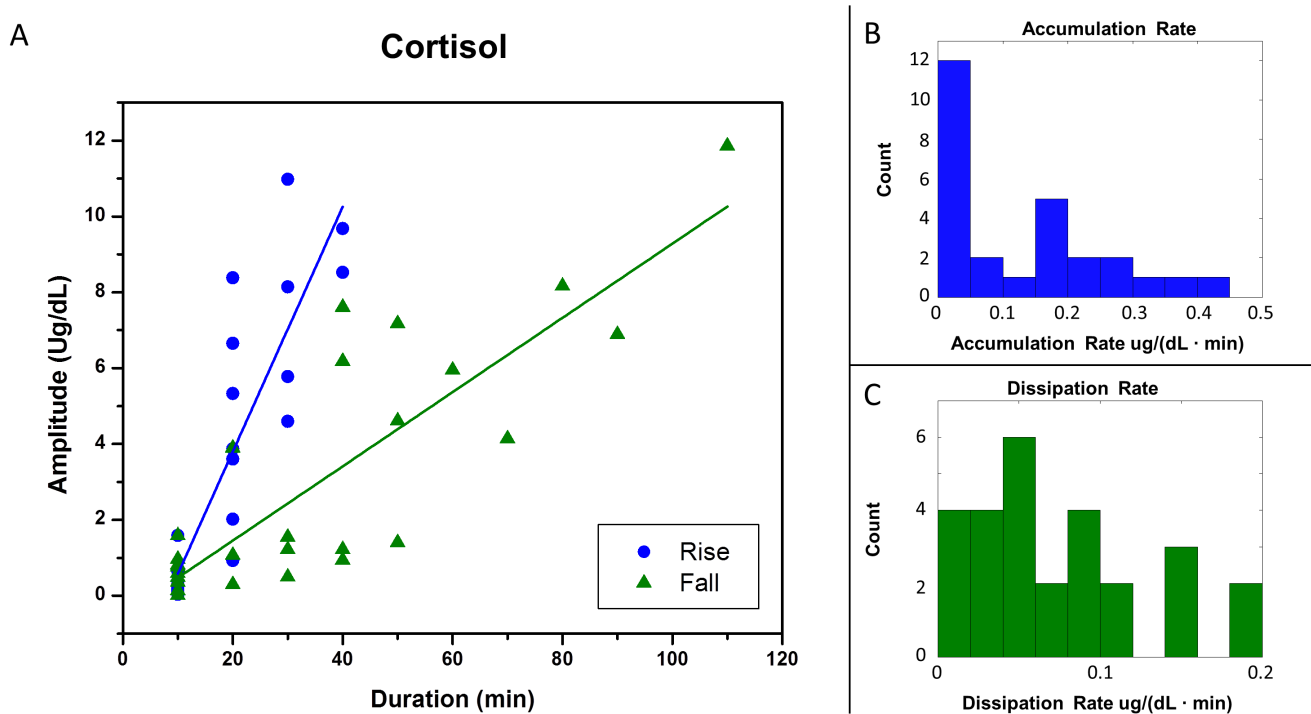 A
Cortisol
Amplitude (Ug/dL)
12
10
8
6
4
2
0
0 20 40 60 80 100 120
Duration (min)
Rise
Fall
B
Accumulation Rate
Count
12
10
8
6
4
2
0
0 0.1 0.2 0.3 0.4 0.5
Accumulation Rate ug/(dL · min)
C
Dissipation Rate
Count
6
4
2
0
0 0.1 0.2
Dissipation Rate ug/(dL · min)